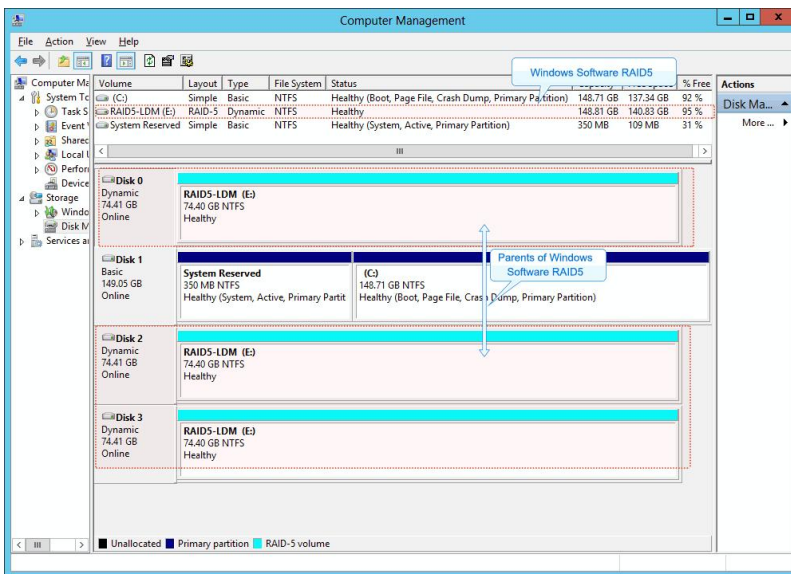 Computer Management
File Action View Help
Windows Software RAID5
Computer Ma
System To
Task S
Event
Shared
Local U
Perfor
Device
Storage
Windo
Disk M
Services a
Volume Layout Type File System Status % Free
(C:) Simple Basic NTFS Healthy (Boot, Page File, Crash Dump, Primary Partition) 148.71 GB 137.34 GB 92 %
RAID5-LDM (E:) RAID-5 Dynamic NTFS Healthy 148.81 GB 140.83 GB 95 %
System Reserved Simple Basic NTFS Healthy (System, Active, Primary Partition) 350 MB 109 MB 31 %
Actions
Disk Ma...
More ...
Disk 0
Dynamic
74.41 GB
Online
RAID5-LDM (E:)
74.40 GB NTFS
Healthy
Parents of Windows
Software RAID5
Disk 1
Basic
149.05 GB
Online
System Reserved
350 MB NTFS
Healthy (System, Active, Primary Partit
(C:)
148.71 GB NTFS
Healthy (Boot, Page File, Crash Dump, Primary Partition)
Disk 2
Dynamic
74.41 GB
Online
RAID5-LDM (E:)
74.40 GB NTFS
Healthy
Disk 3
Dynamic
74.41 GB
Online
RAID5-LDM (E:)
74.40 GB NTFS
Healthy
Unallocated Primary partition RAID-5 volume